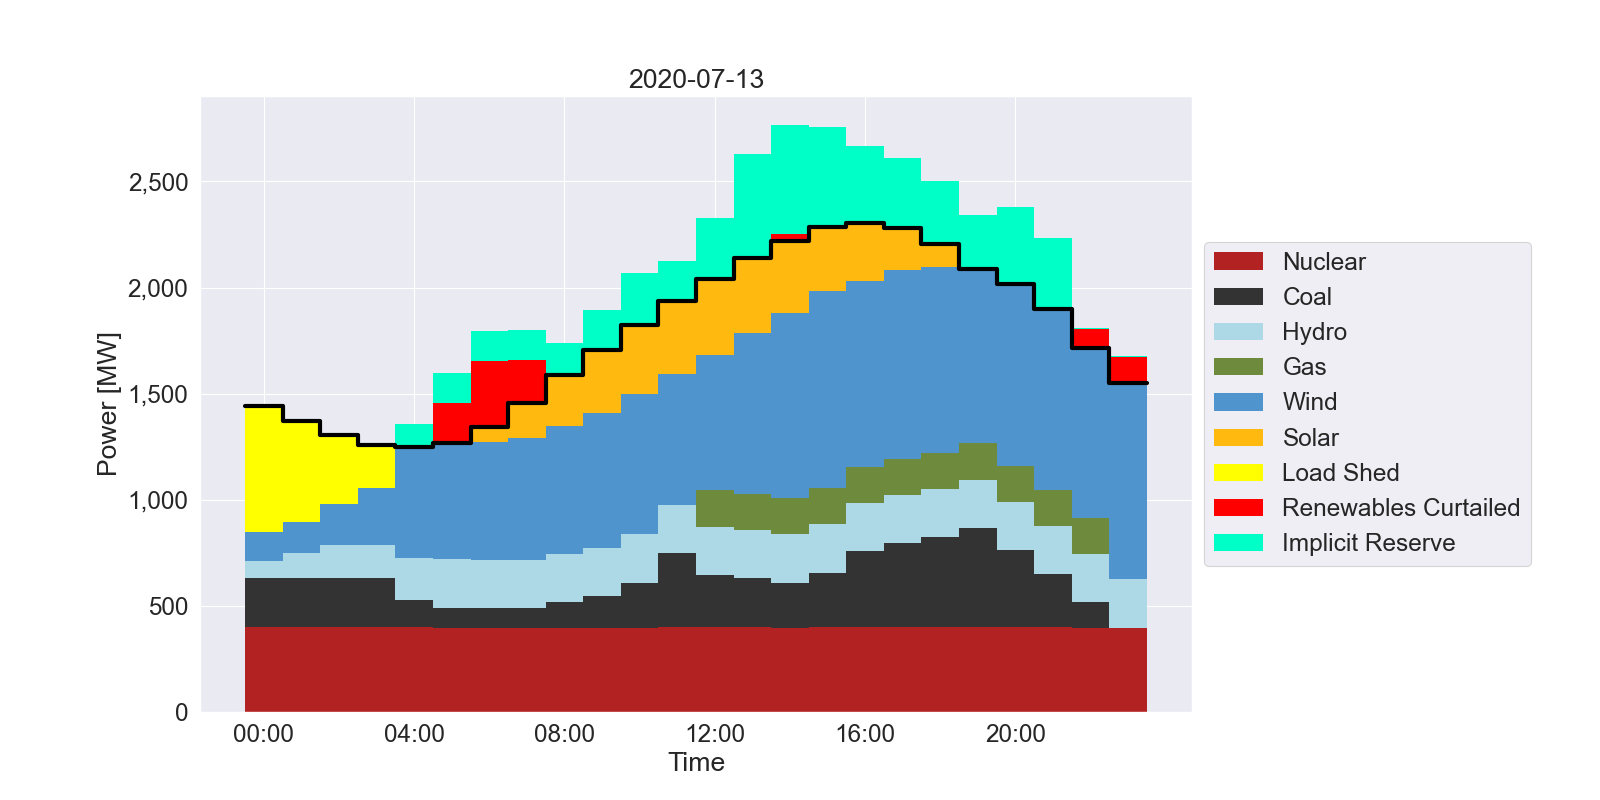 2020-07-13
Power [MW]
2,500
2,000
1,500
1,000
500
0
00:00 04:00 08:00 12:00 16:00 20:00
Time
Nuclear
Coal
Hydro
Gas
Wind
Solar
Load Shed
Renewables Curtailed
Implicit Reserve